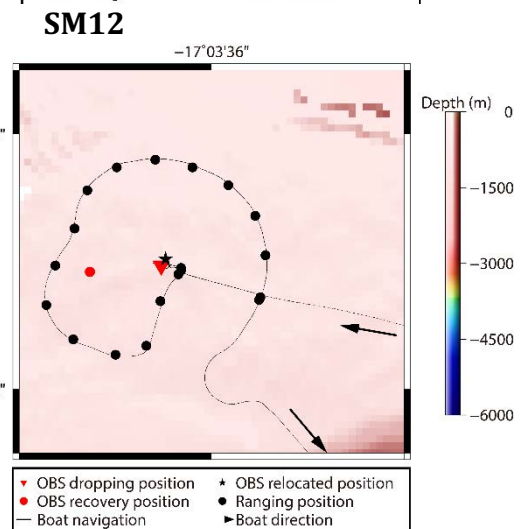 SM12
−17°03'36"
Depth (m)
0
−1500
−3000
−4500
−6000
OBS dropping position
OBS relocated position
OBS recovery position
Ranging position
Boat navigation
Boat direction